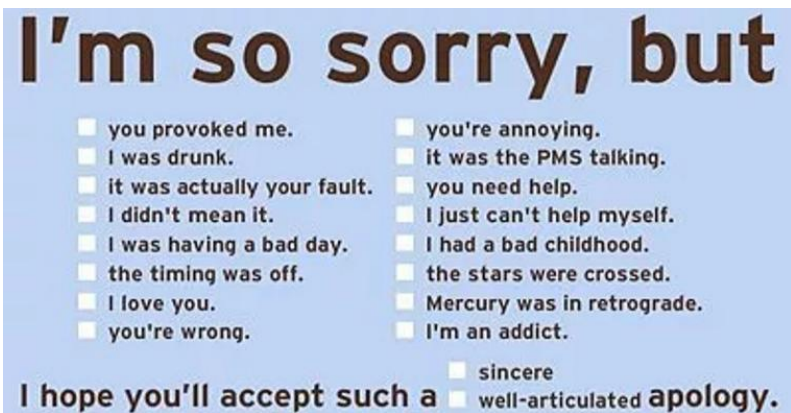 I'm so sorry, but
you provoked me.
I was drunk.
it was actually your fault.
I didn't mean it.
I was having a bad day.
the timing was off.
I love you.
you're wrong.
you're annoying.
it was the PMS talking.
you need help.
I just can't help myself.
I had a bad childhood.
the stars were crossed.
Mercury was in retrograde.
I'm an addict.
sincere
I hope you'll accept such a well-articulated apology.